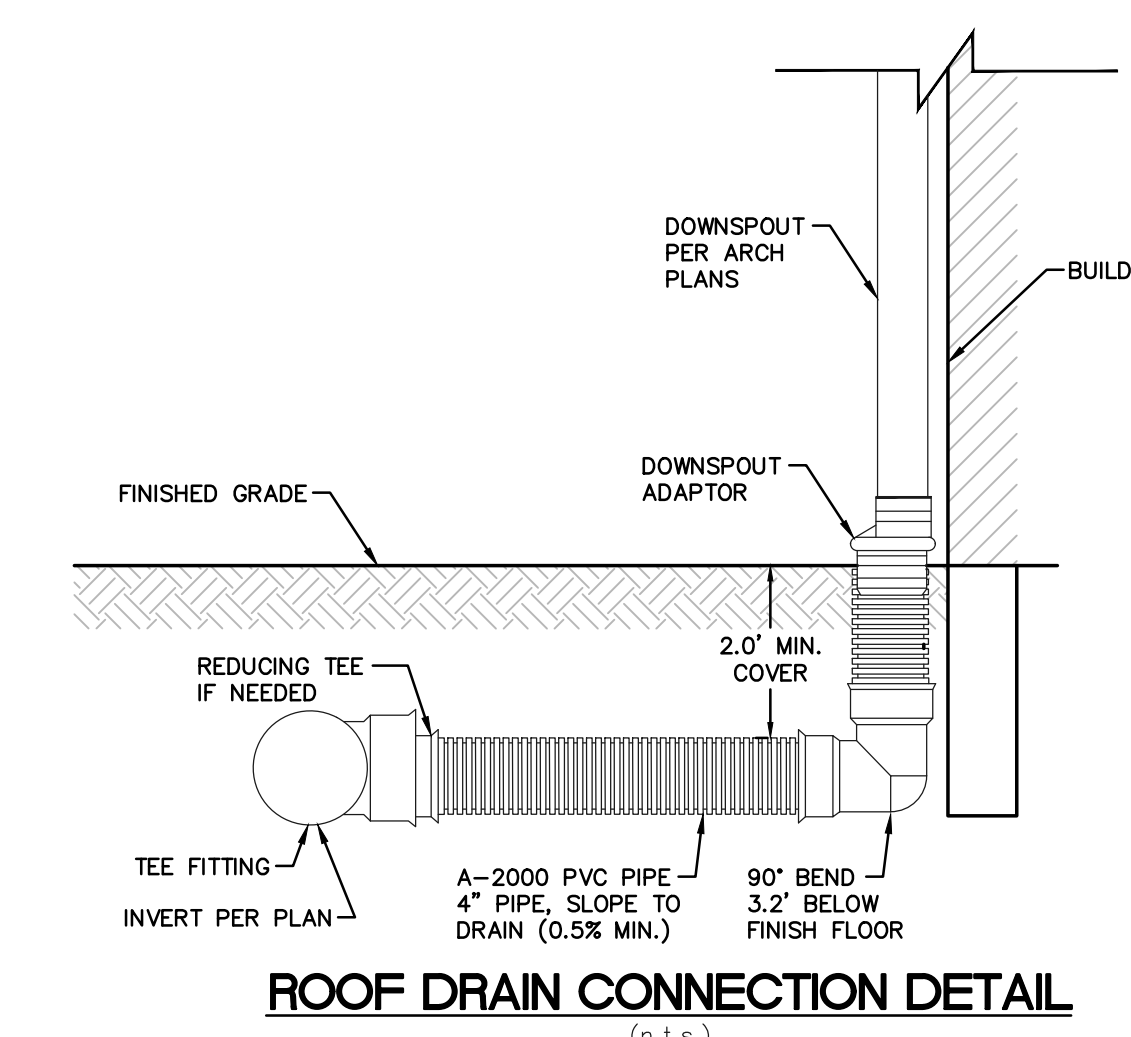 DOWNSPOUT
PER ARCH
PLANS
BUILD
DOWNSPOUT
ADAPTOR
FINISHED GRADE
2.0' MIN.
COVER
REDUCING TEE
IF NEEDED
TEE FITTING
INVERT PER PLAN
A-2000 PVC PIPE
4" PIPE, SLOPE TO
DRAIN (0.5% MIN.)
90° BEND
3.2' BELOW
FINISH FLOOR
ROOF DRAIN CONNECTION DETAIL
(n.t.s.)